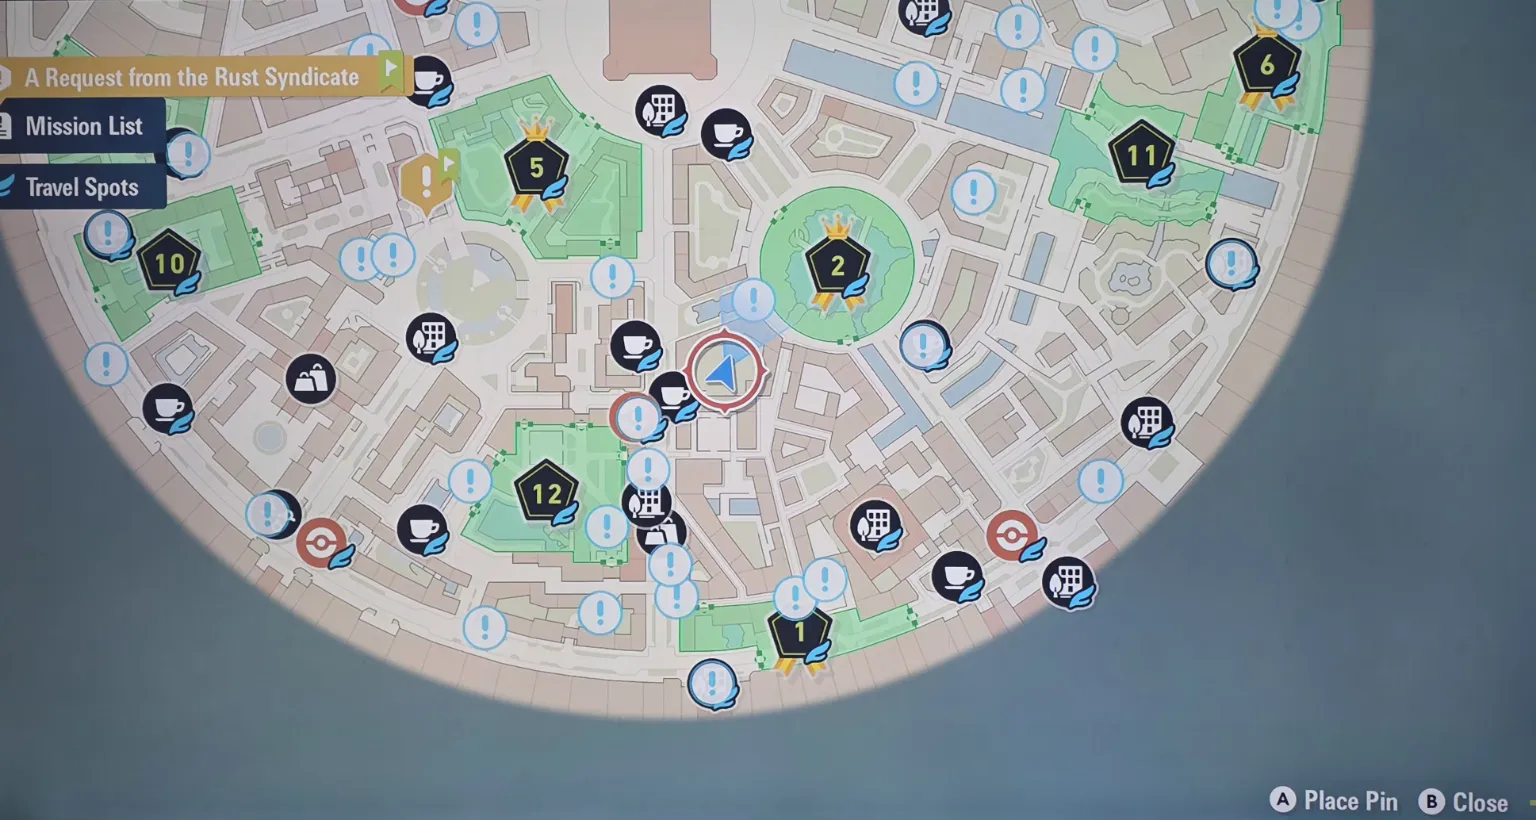 A Request from the Rust Syndicate
Mission List
Travel Spots
6
11
5
2
10
12
1
A Place Pin B Close